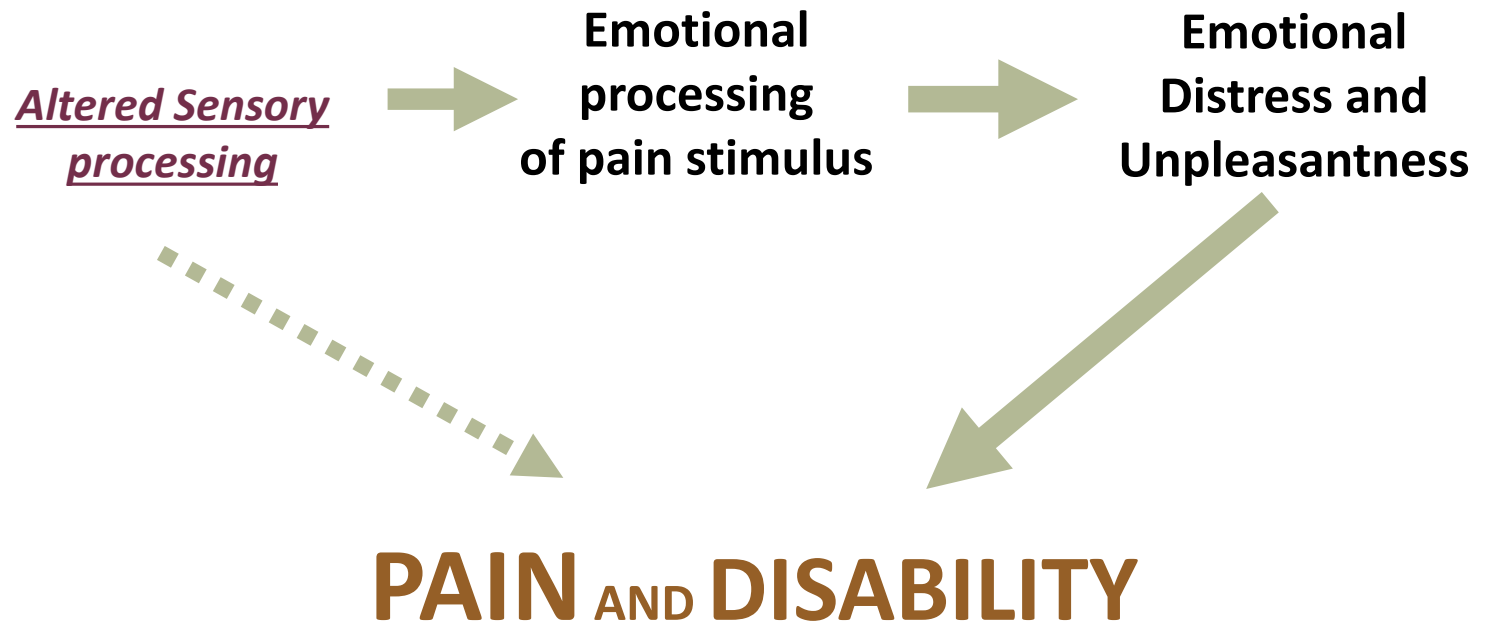 Altered Sensory
processing
Emotional
processing
of pain stimulus
Emotional
Distress and
Unpleasantness
PAIN AND DISABILITY